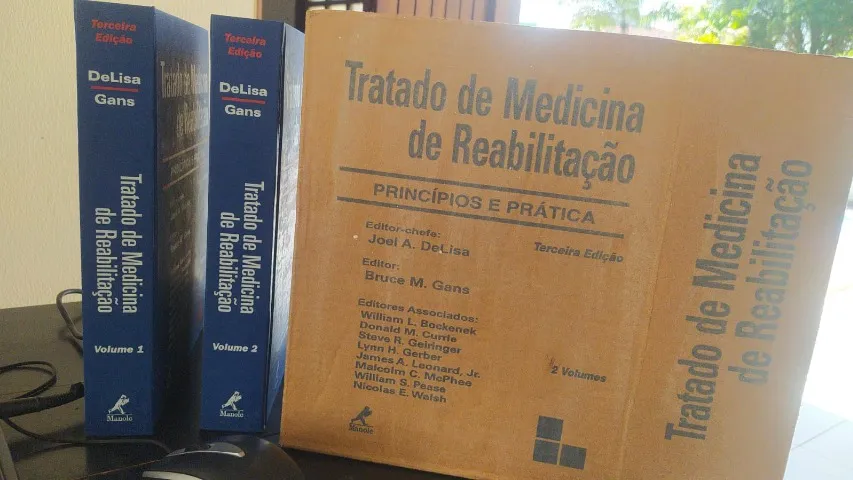 Terceira
Edição
DeLisa
Gans
Tratado de Medicina
de Reabilitação
Volume 1
Manole
Terceira
Edição
DeLisa
Gans
Tratado de Medicina
de Reabilitação
Volume 2
Manole
Tratado de Medicina
de Reabilitação
PRINCÍPIOS E PRÁTICA
Editor-chefe:
Joel A. DeLisa
Terceira Edição
Editor:
Bruce M. Gans
Editores Associados:
William L. Bockenek
Donald M. Currie
Steve R. Geiringer
Lynn H. Gerber
James A. Leonard, Jr.
Malcolm C. McPhee
William S. Pease
Nicolas E. Walsh
2 Volumes
Manole
Tratado de Medicina
de Reabilitação